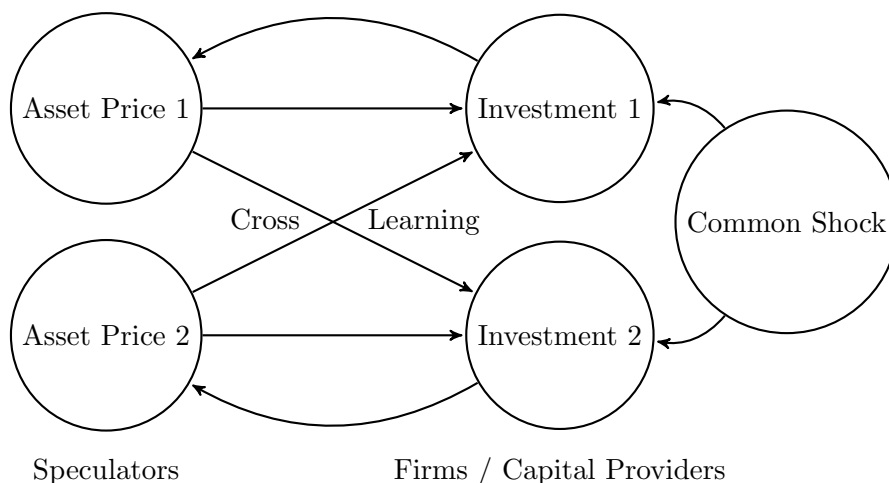 Asset Price 1
Investment 1
Common Shock
Cross
Learning
Asset Price 2
Investment 2
Speculators
Firms / Capital Providers